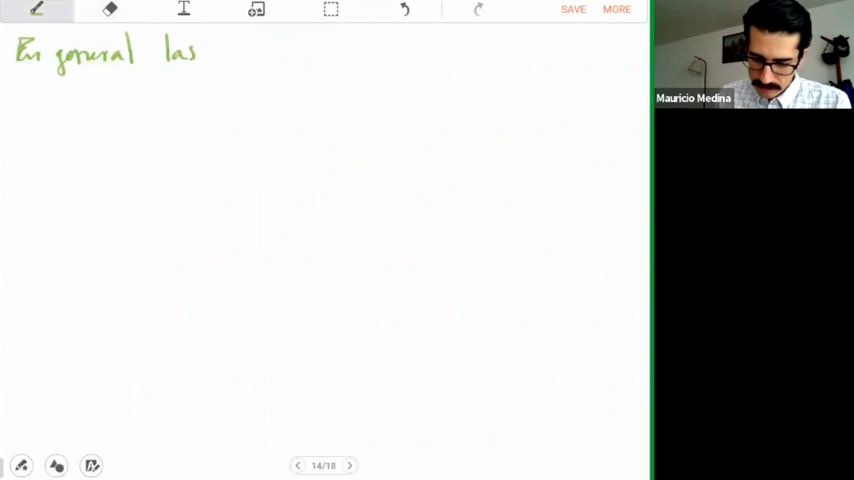 T
SAVE
MORE
En general las
Mauricio Medina
14/18